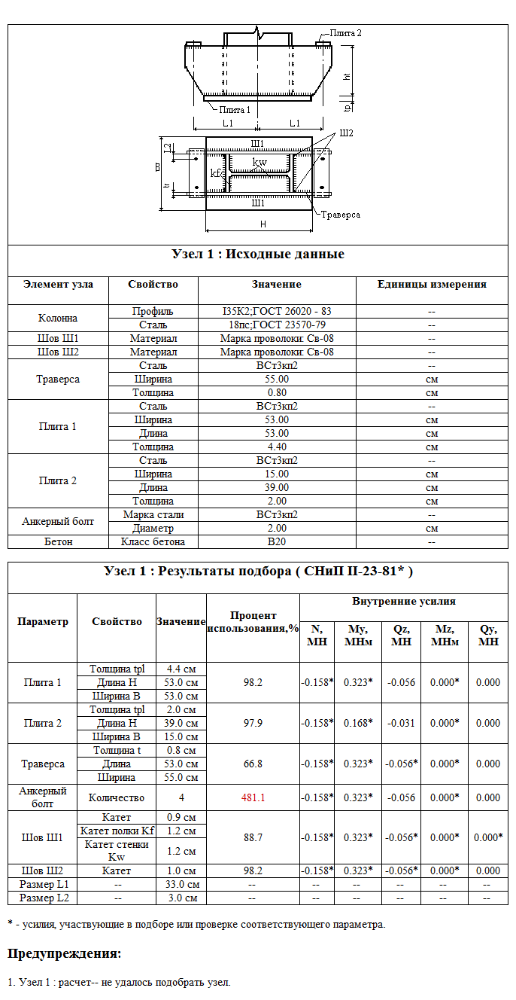 Плита 2
ht
tp
Плита 1
L1
L1
Ш2
L2
Ш1
B
kw
kf
tr
Ш1
Траверса
H
Узел 1 : Исходные данные
Элемент узла Свойство Значение Единицы измерения
Колонна Профиль I35К2;ГОСТ 26020 - 83 --
Сталь 18пс;ГОСТ 23570-79 --
Шов Ш1 Материал Марка проволоки: Св-08 --
Шов Ш2 Материал Марка проволоки: Св-08 --
Траверса Сталь ВСт3кп2 --
Ширина 55.00 см
Толщина 0.80 см
Плита 1 Сталь ВСт3кп2 --
Ширина 53.00 см
Длина 53.00 см
Толщина 4.40 см
Плита 2 Сталь ВСт3кп2 --
Ширина 15.00 см
Длина 39.00 см
Толщина 2.00 см
Анкерный болт Марка стали ВСт3кп2 --
Диаметр 2.00 см
Бетон Класс бетона B20 --
Узел 1 : Результаты подбора ( СНиП II-23-81* )
Параметр Свойство Значение Процент использования,% Внутренние усилия
N, МН My, МНм Qz, МН Mz, МНм Qy, МН
Плита 1 Толщина tpl 4.4 см 98.2 -0.158* 0.323* -0.056 0.000* 0.000
Длина H 53.0 см
Ширина B 53.0 см
Плита 2 Толщина tpl 2.0 см 97.9 -0.158* 0.168* -0.031 0.000* 0.000
Длина H 39.0 см
Ширина B 15.0 см
Траверса Толщина t 0.8 см 66.8 -0.158* 0.323* -0.056* 0.000* 0.000
Длина 53.0 см
Ширина 55.0 см
Анкерный болт Количество 4 481.1 -0.158* 0.323* -0.056 0.000* 0.000
Шов Ш1 Катет 0.9 см 88.7 -0.158* 0.323* -0.056* 0.000* 0.000*
Катет полки Kf 1.2 см
Катет стенки Kw 1.2 см
Шов Ш2 Катет 1.0 см 98.2 -0.158* 0.323* -0.056* 0.000* 0.000
Размер L1 -- 33.0 см -- -- -- -- -- --
Размер L2 -- 3.0 см -- -- -- -- -- --
* - усилия, участвующие в подборе или проверке соответствующего параметра.
Предупреждения:
1. Узел 1 : расчет-- не удалось подобрать узел.